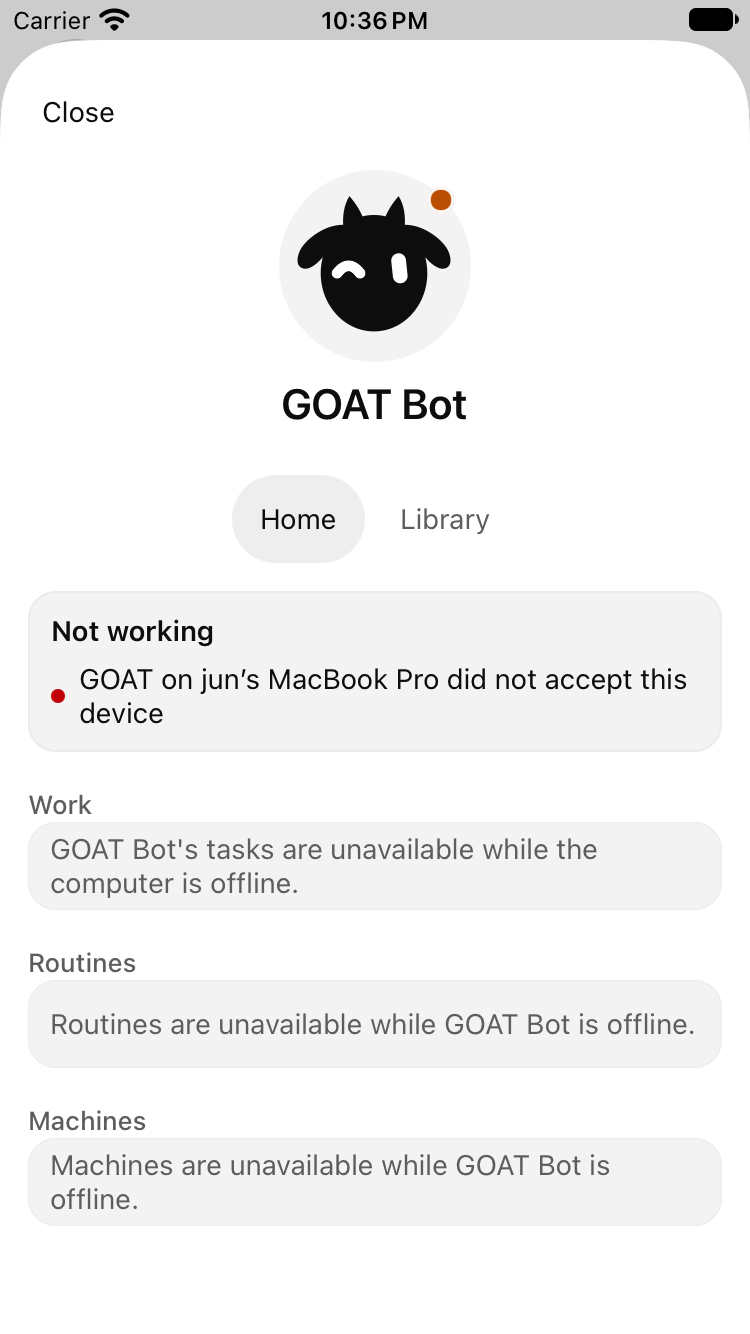 Carrier 10:36 PM
Close
GOAT Bot
Home Library
Not working
GOAT on jun’s MacBook Pro did not accept this
device
Work
GOAT Bot's tasks are unavailable while the
computer is offline.
Routines
Routines are unavailable while GOAT Bot is offline.
Machines
Machines are unavailable while GOAT Bot is
offline.